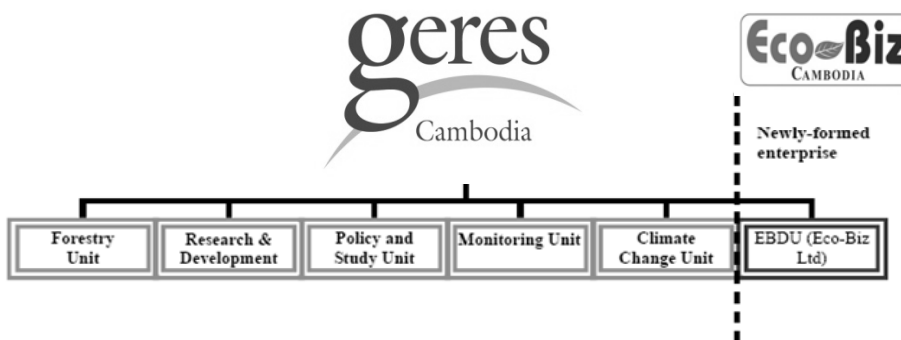 geres
Cambodia
Eco Biz
CAMBODIA
Newly-formed
enterprise
Forestry
Unit
Research &
Development
Policy and
Study Unit
Monitoring Unit
Climate
Change Unit
EBDU (Eco-Biz
Ltd)